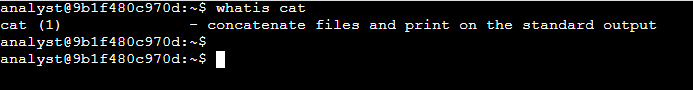 analyst@9b1f480c970d:~$ whatis cat
cat (1)              - concatenate files and print on the standard output
analyst@9b1f480c970d:~$
analyst@9b1f480c970d:~$